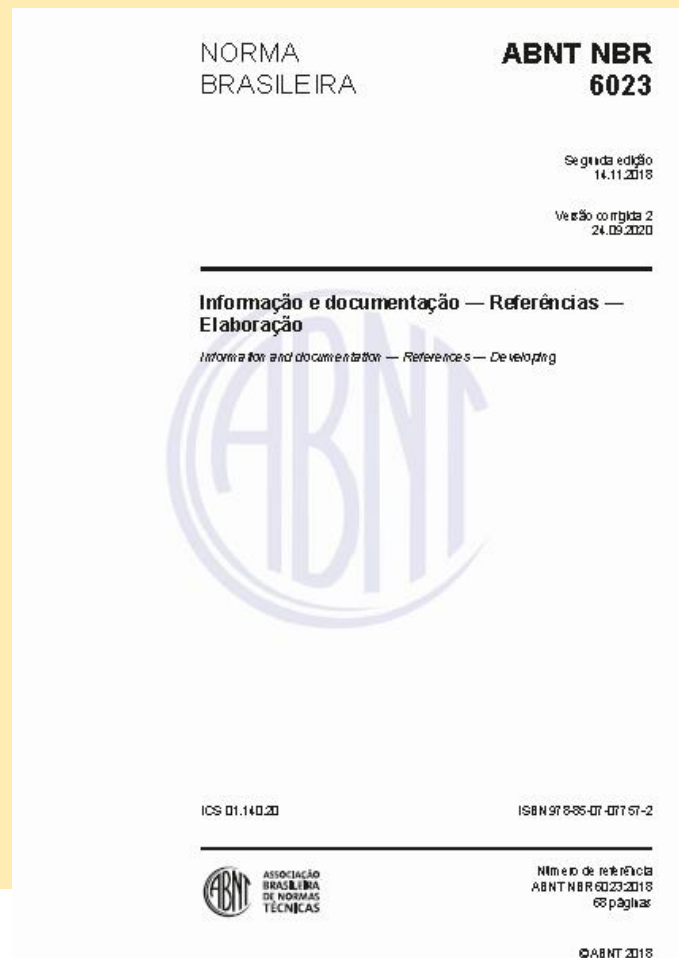 NORMA
BRASILEIRA
ABNT NBR
6023
Segunda edição
14.11.2018
Versão corrigida 2
24.09.2020
Informação e documentação — Referências —
Elaboração
Information and documentation — References — Developing
ABNT
ICS 01.140.20
ISBN 978-85-07-07757-2
ABNT
ASSOCIAÇÃO
BRASILEIRA
DE NORMAS
TÉCNICAS
Número de referência
ABNT NBR 6023:2018
68 páginas
© ABNT 2018